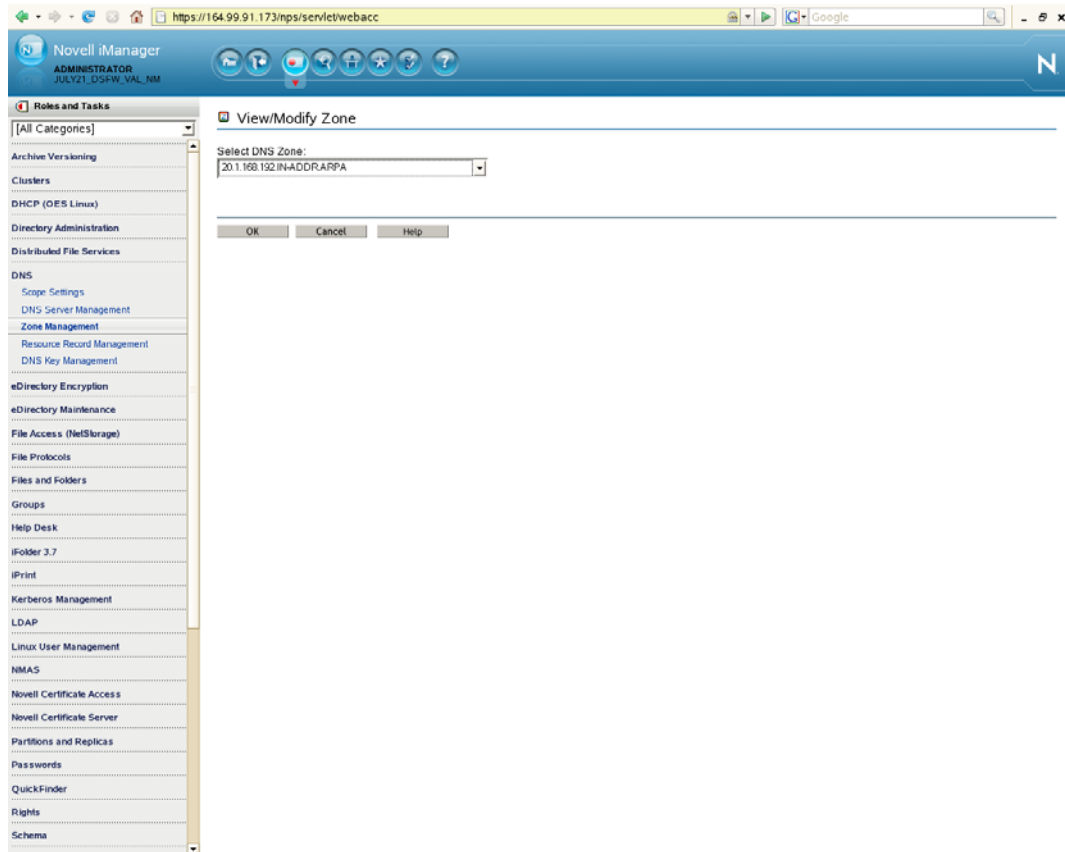 https://164.99.91.173/nps/servlet/webacc
G Google
Novell iManager
ADMINISTRATOR
JULY21_DSFW_VAL_NM
N
Roles and Tasks
[All Categories]
Archive Versioning
Clusters
DHCP (OES Linux)
Directory Administration
Distributed File Services
DNS
Scope Settings
DNS Server Management
Zone Management
Resource Record Management
DNS Key Management
eDirectory Encryption
eDirectory Maintenance
File Access (NetStorage)
File Protocols
Files and Folders
Groups
Help Desk
iFolder 3.7
iPrint
Kerberos Management
LDAP
Linux User Management
NMAS
Novell Certificate Access
Novell Certificate Server
Partitions and Replicas
Passwords
QuickFinder
Rights
Schema
View/Modify Zone
Select DNS Zone:
20.1.168.192.IN-ADDR.ARPA
OK Cancel Help